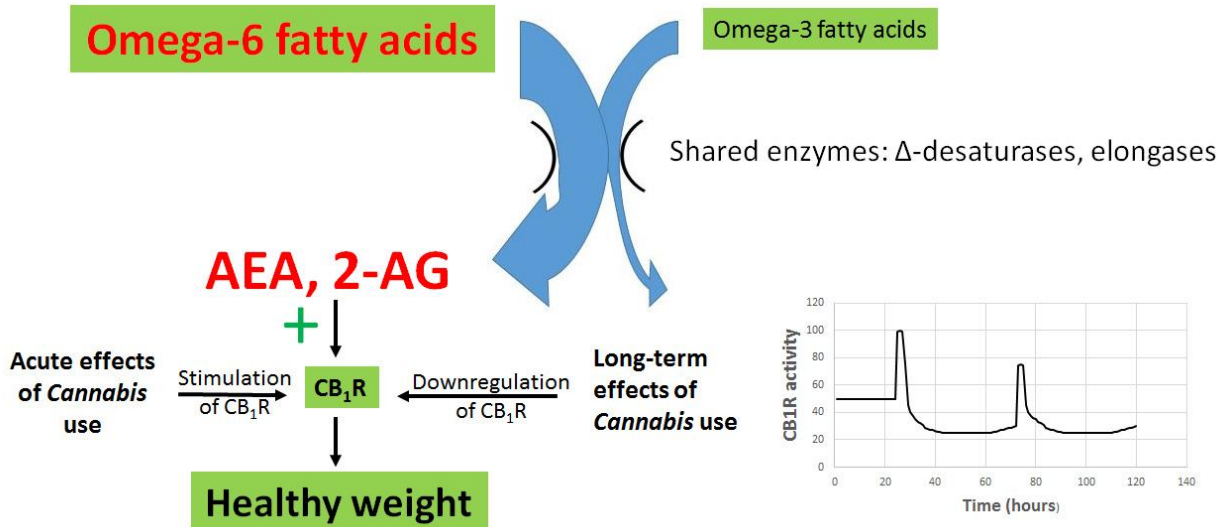 Omega-6 fatty acids
Omega-3 fatty acids
Shared enzymes: Δ-desaturases, elongases
AEA, 2-AG
+
Acute effects
of Cannabis
use
Stimulation
of CB₁R
CB₁R
Downregulation
of CB₁R
Long-term
effects of
Cannabis use
Healthy weight
CB1R activity
120
100
80
60
40
20
0
0 20 40 60 80 100 120 140
Time (hours)